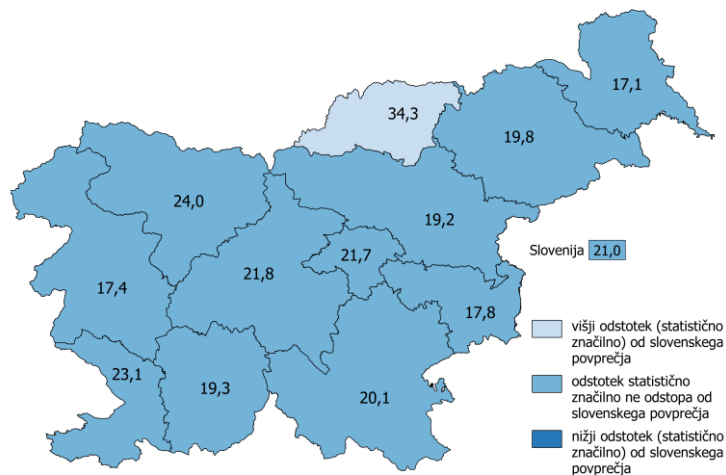 34,3
17,1
19,8
24,0
19,2
21,7
21,8
17,4
17,8
23,1
19,3
20,1
Slovenija 21,0
višji odstotek (statistično
značilno) od slovenskega
povprečja
odstotek statistično
značilno ne odstopa od
slovenskega povprečja
nižji odstotek (statistično
značilno) od slovenskega
povprečja